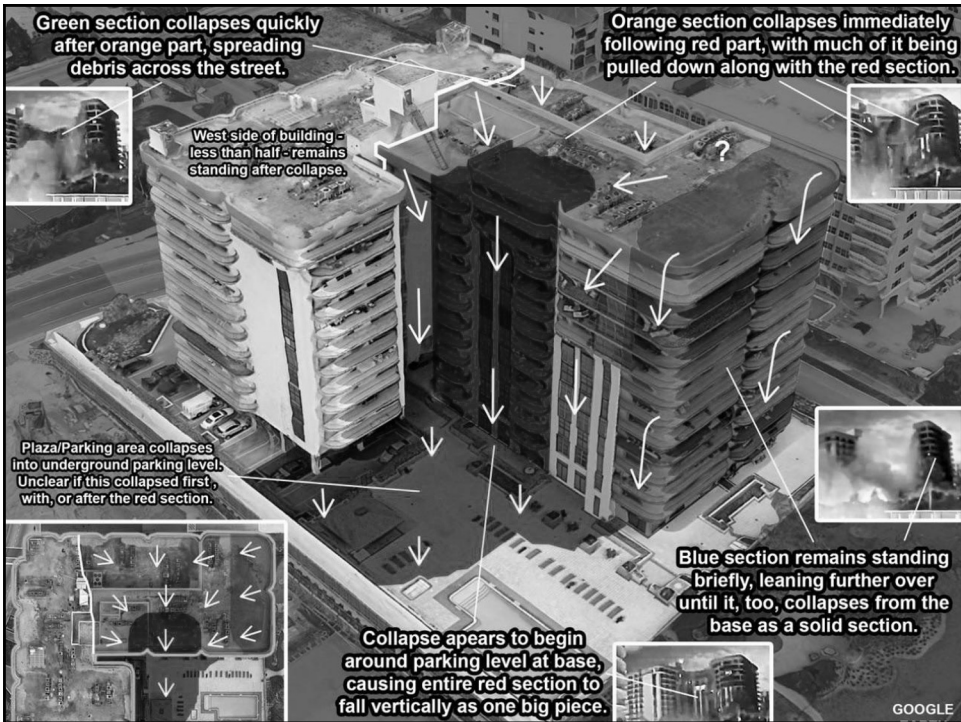 Green section collapses quickly
after orange part, spreading
debris across the street.
Orange section collapses immediately
following red part, with much of it being
pulled down along with the red section.
West side of building -
less than half - remains
standing after collapse.
?
Plaza/Parking area collapses
into underground parking level.
Unclear if this collapsed first ,
with, or after the red section.
Blue section remains standing
briefly, leaning further over
until it, too, collapses from the
base as a solid section.
Collapse apears to begin
around parking level at base,
causing entire red section to
fall vertically as one big piece.
GOOGLE